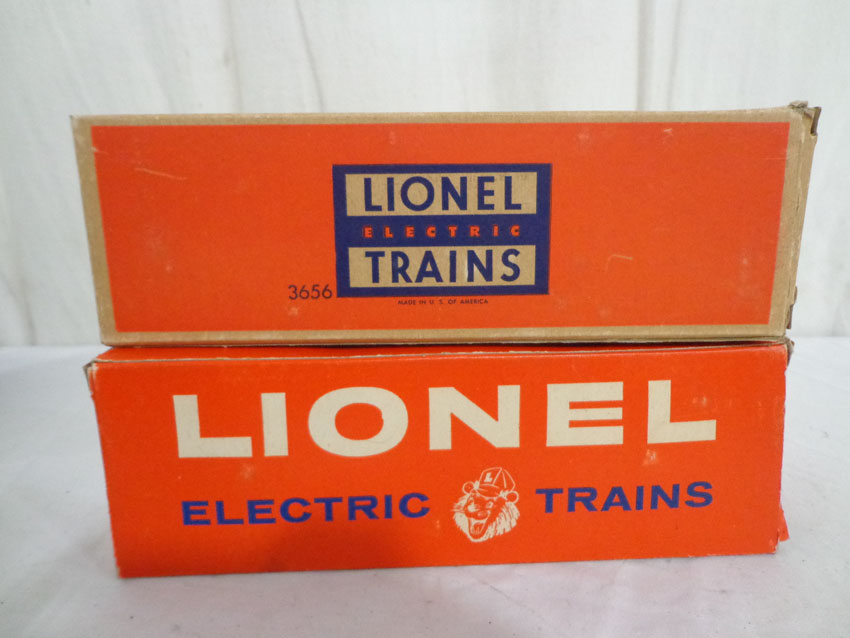 LIONEL
ELECTRIC
TRAINS
3656
MADE IN U. S. OF AMERICA
LIONEL
ELECTRIC TRAINS
L